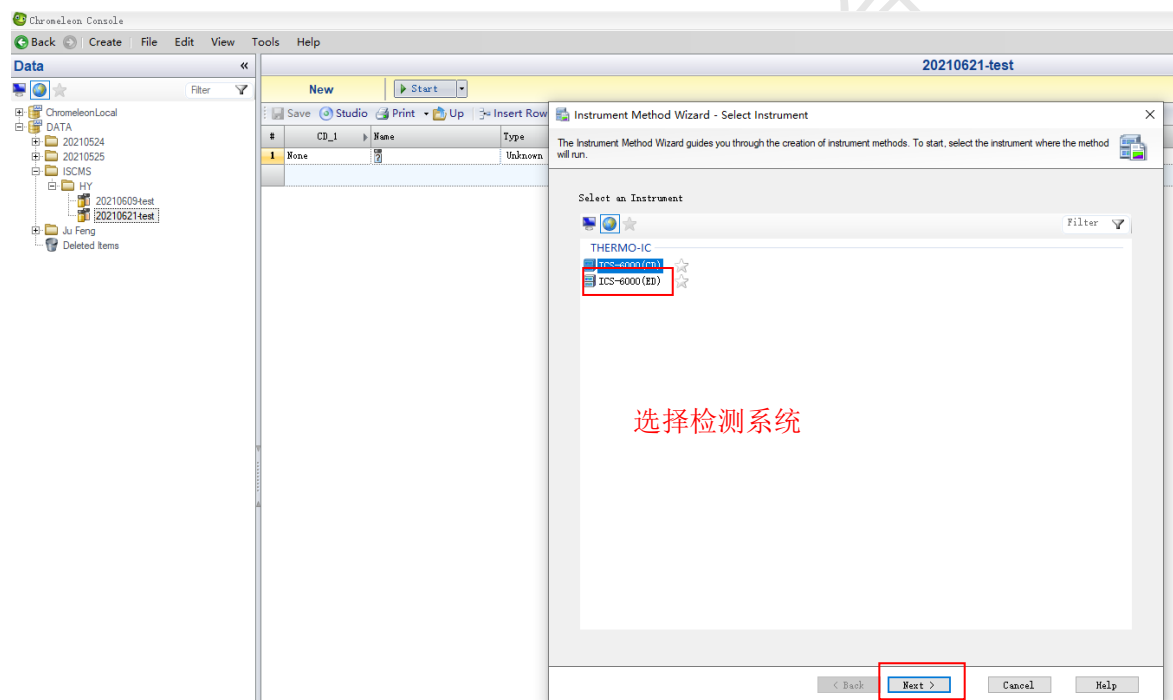 Chromeleon Console
Back Create File Edit View Tools Help
Data «
20210621-test
Filter
New Start
Save Studio Print Up Insert Row
# CD_1 Name Type
1 None ? Unknown
ChromeleonLocal
DATA
20210524
20210525
ISCMS
HY
20210609-test
20210621-test
Ju Feng
Deleted Items
Instrument Method Wizard - Select Instrument
The Instrument Method Wizard guides you through the creation of instrument methods. To start, select the instrument where the method
will run.
Select an Instrument
Filter
THERMO-IC
ICS-6000(CD)
ICS-6000(ED)
选择检测系统
< Back Next > Cancel Help